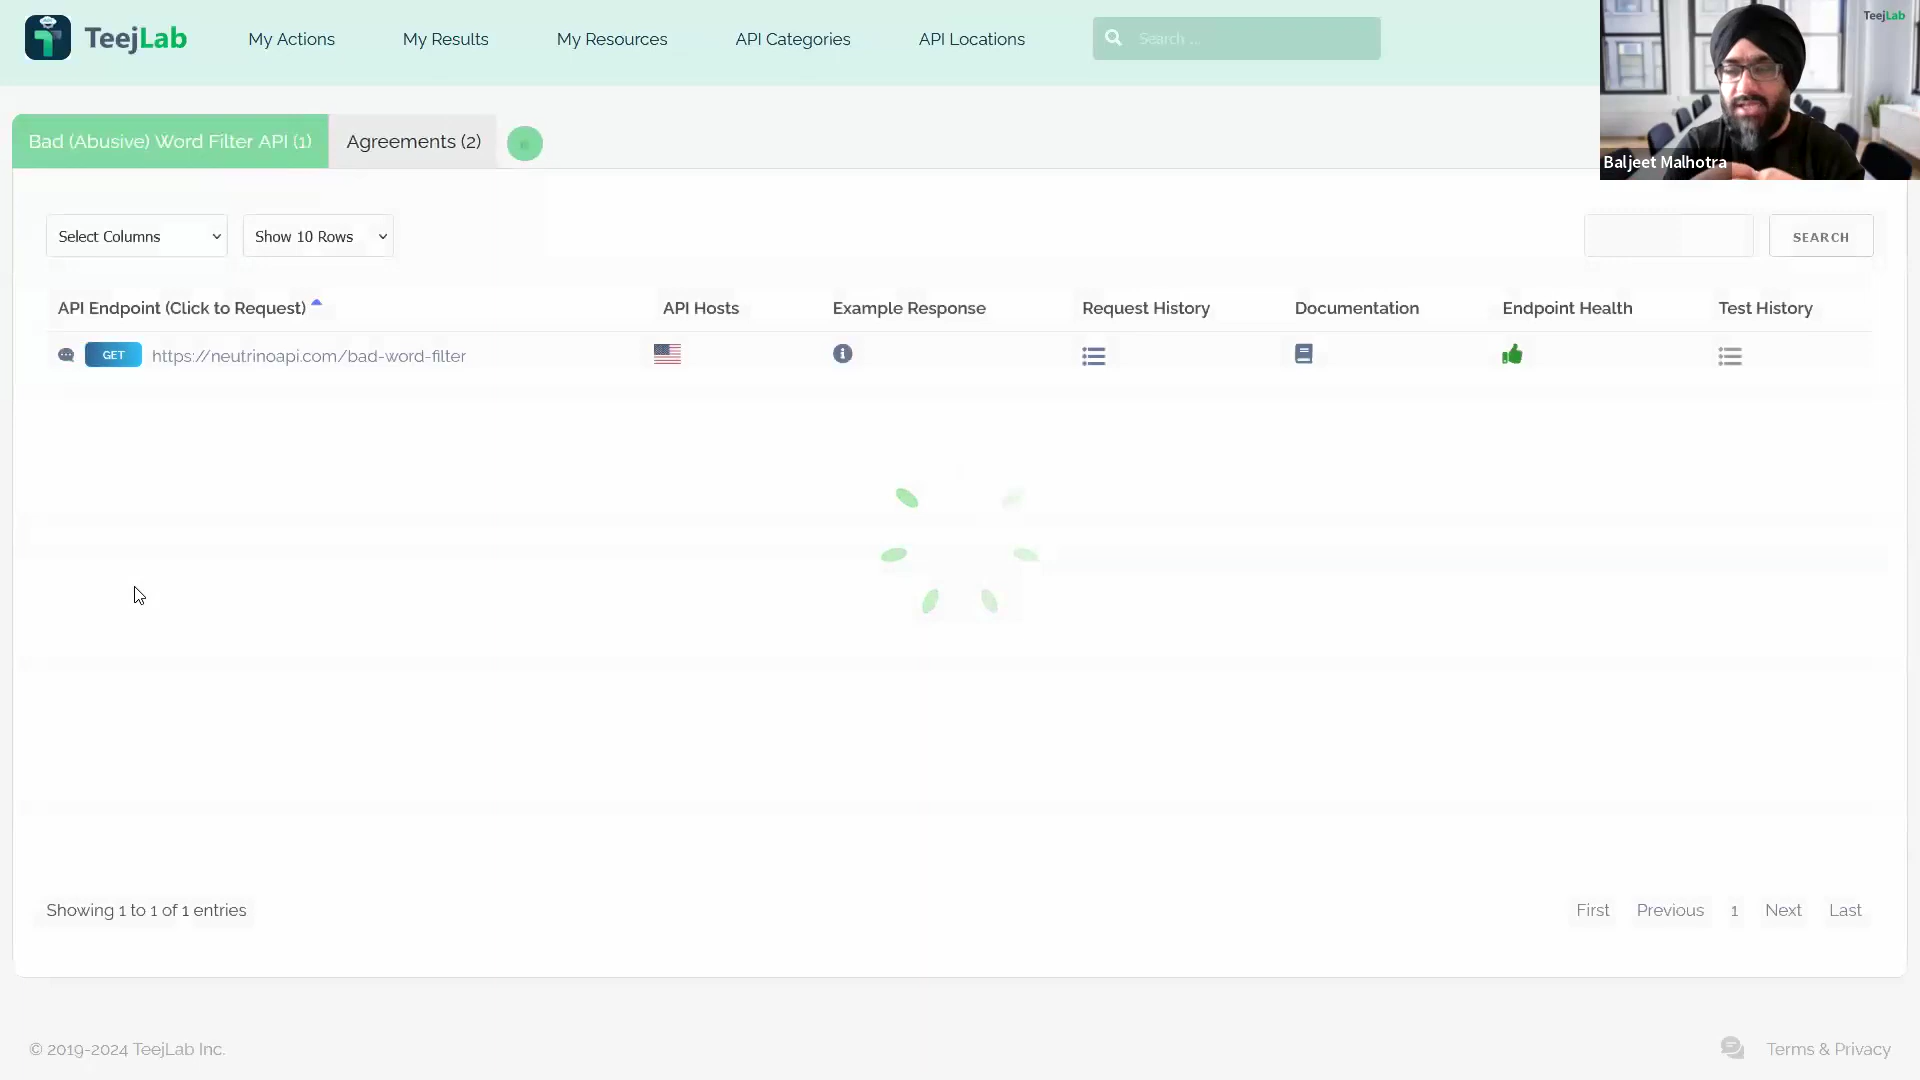 TeejLab
My Actions
My Results
My Resources
API Categories
API Locations
Search ...
TeejLab
Baljeet Malhotra
Bad (Abusive) Word Filter API (1)
Agreements (2)
Select Columns
Show 10 Rows
SEARCH
API Endpoint (Click to Request)
API Hosts
Example Response
Request History
Documentation
Endpoint Health
Test History
GET
https://neutrinoapi.com/bad-word-filter
Showing 1 to 1 of 1 entries
First
Previous
1
Next
Last
© 2019-2024 TeejLab Inc.
Terms & Privacy